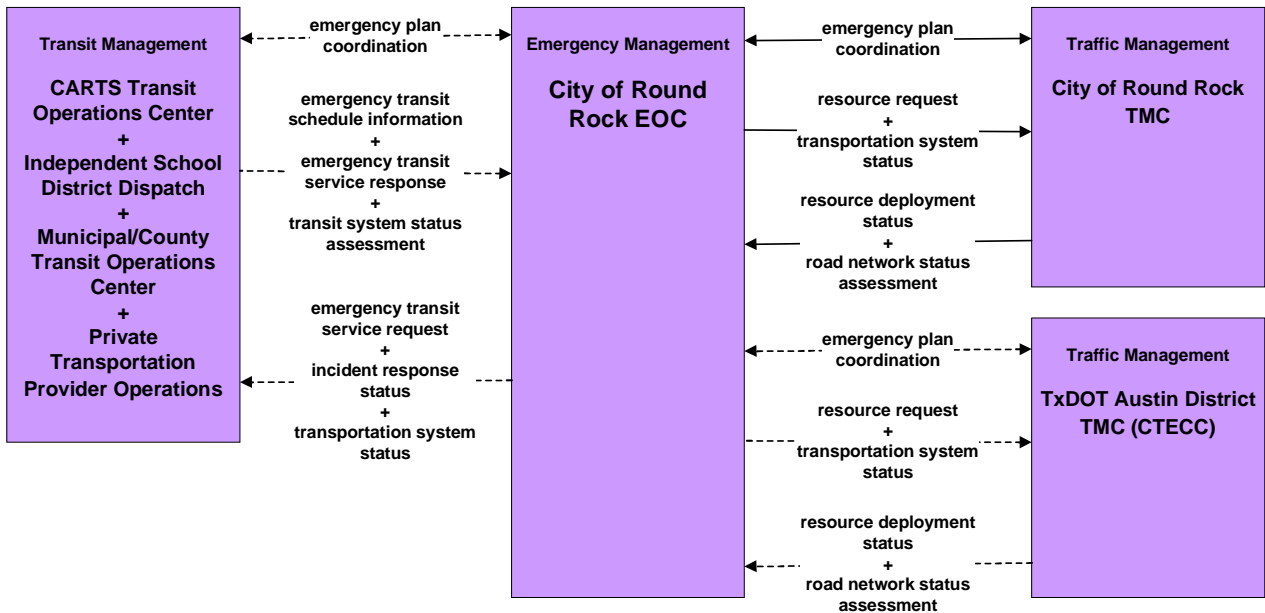 Transit Management
CARTS Transit
Operations Center
+
Independent School
District Dispatch
+
Municipal/County
Transit Operations
Center
+
Private
Transportation
Provider Operations
emergency plan
coordination
emergency transit
schedule information
+
emergency transit
service response
+
transit system status
assessment
emergency transit
service request
+
incident response
status
+
transportation system
status
Emergency Management
City of Round
Rock EOC
emergency plan
coordination
resource request
+
transportation system
status
resource deployment
status
+
road network status
assessment
emergency plan
coordination
resource request
+
transportation system
status
resource deployment
status
+
road network status
assessment
Traffic Management
City of Round Rock
TMC
Traffic Management
TxDOT Austin District
TMC (CTECC)